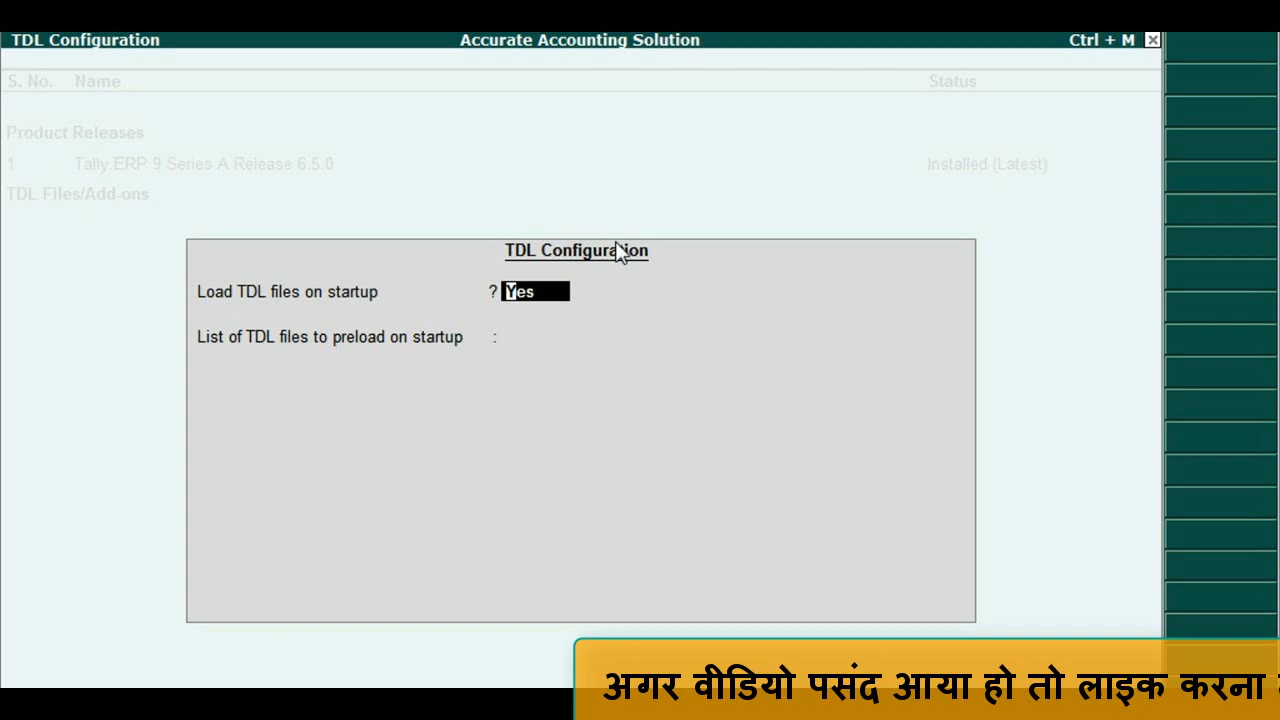 TDL Configuration Accurate Accounting Solution Ctrl + M
S. No. Name Status
Product Releases
1 Tally.ERP 9 Series A Release 6.5.0 Installed (Latest)
TDL Files/Add-ons
TDL Configuration
Load TDL files on startup ? Yes
List of TDL files to preload on startup :
अगर वीडियो पसंद आया हो तो लाइक करना